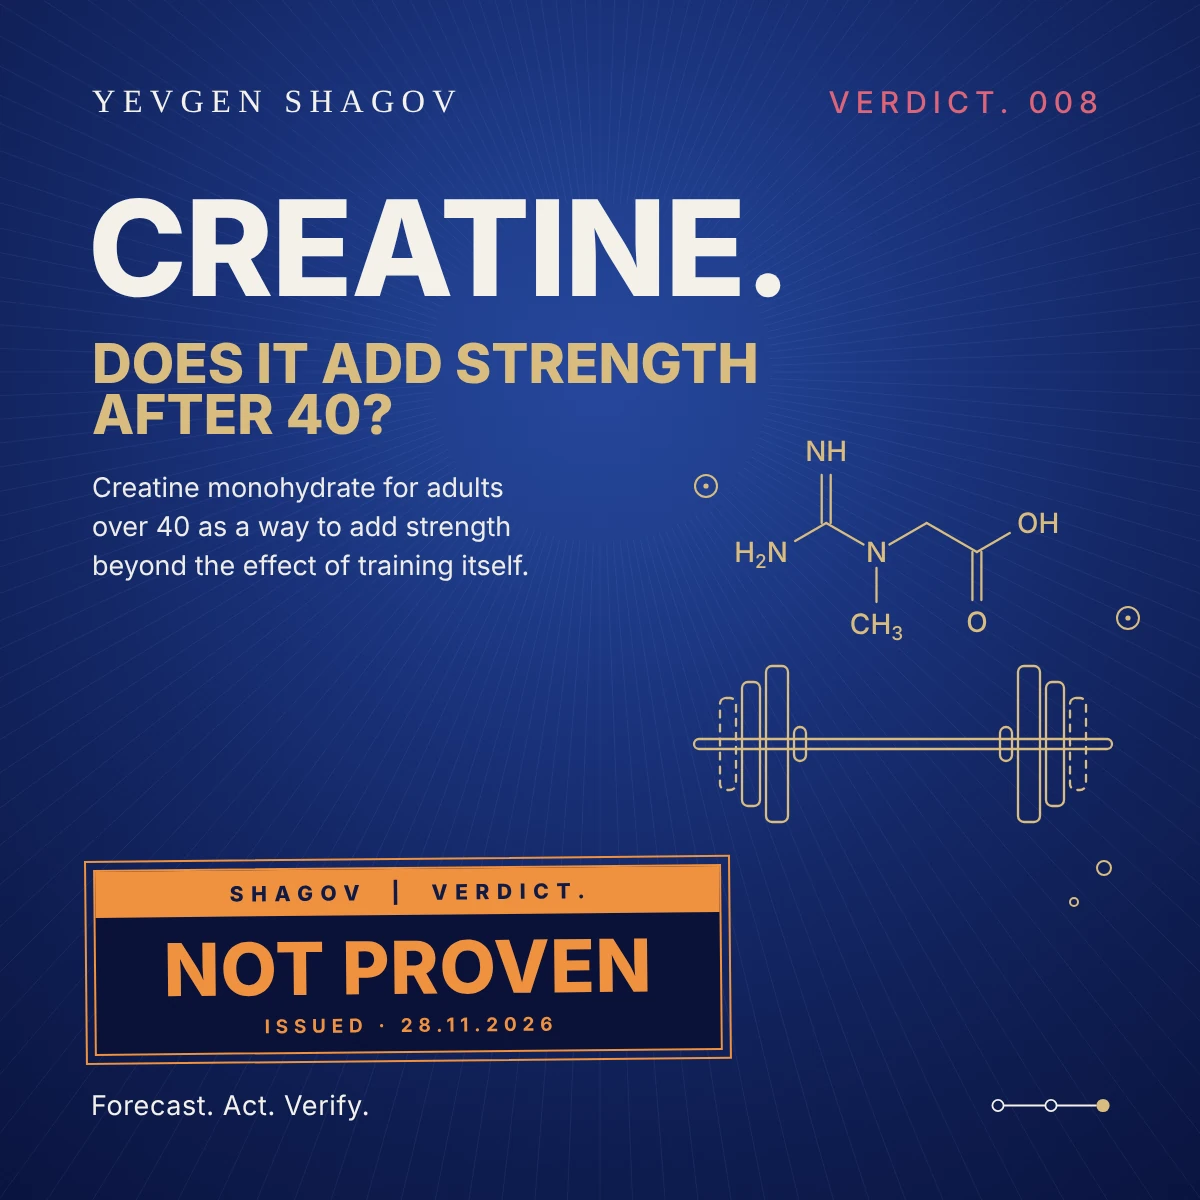 YEVGEN SHAGOV
VERDICT. 008
CREATINE.
DOES IT ADD STRENGTH
AFTER 40?
Creatine monohydrate for adults
over 40 as a way to add strength
beyond the effect of training itself.
NH
H₂N
N
OH
CH₃
O
SHAGOV | VERDICT.
NOT PROVEN
ISSUED · 28.11.2026
Forecast. Act. Verify.